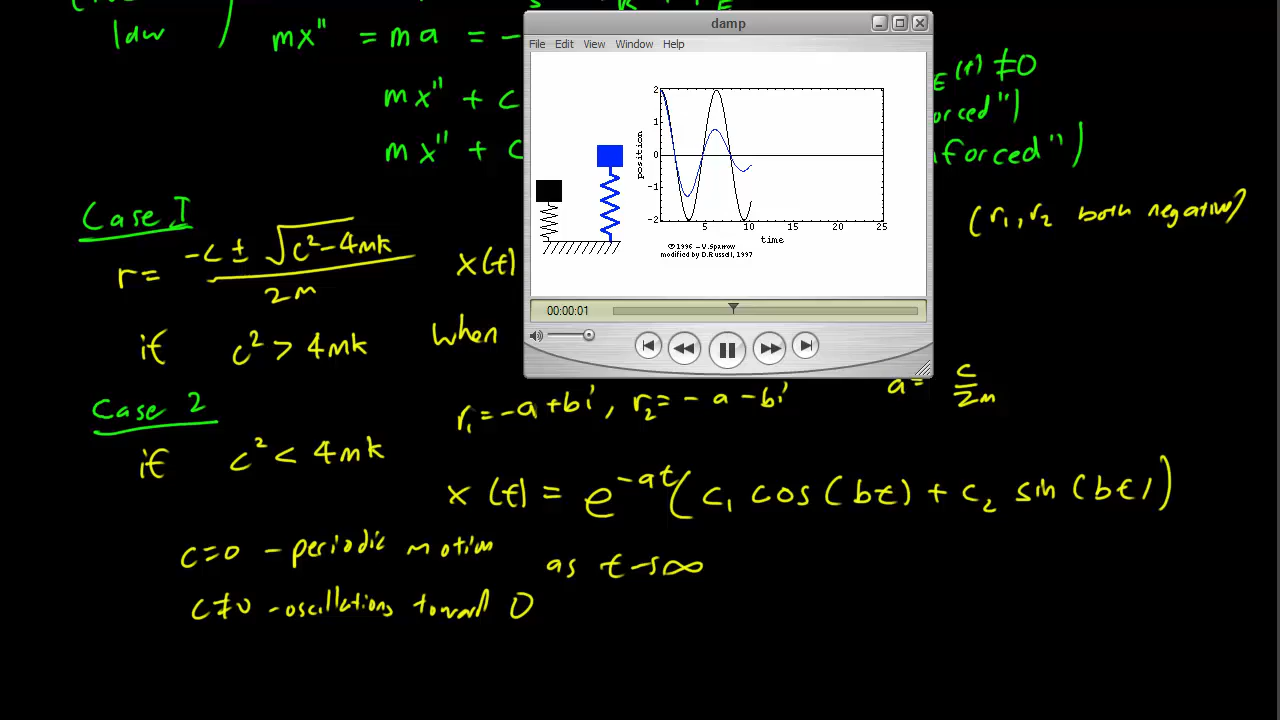 law ) mx" = ma = -
E(t) ≠0
mx" + c
orced")
mx" + c
nforced")
damp
File Edit View Window Help
2
1
0
-1
-2
position
5 10 15 20 25
time
© 1996 - V.Sparrow
modified by D.Russell, 1997
00:00:01
Case I
(r1, r2 both negative)
r= -c ± √c²-4mk / 2m
x(t)
if c² > 4mk when
Case 2
r1=-a+bi, r2= -a-bi
a= c/2m
if c² < 4mk
x(t) = e^-at (c1 cos(bt) + c2 sin(bt))
c=0 - periodic motion
as t→∞
c≠0 - oscillations toward 0